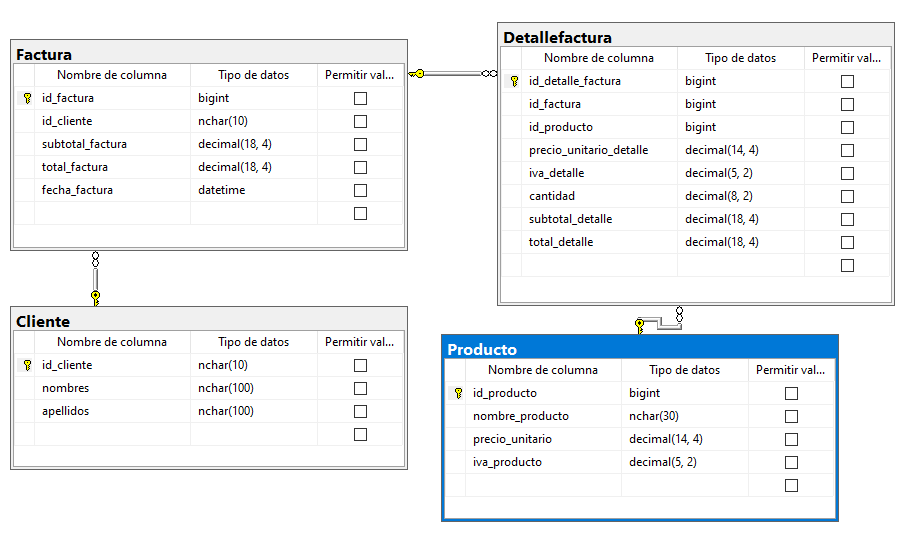 Factura
Nombre de columna Tipo de datos Permitir val...
id_factura bigint
id_cliente nchar(10)
subtotal_factura decimal(18, 4)
total_factura decimal(18, 4)
fecha_factura datetime
Detallefactura
Nombre de columna Tipo de datos Permitir val...
id_detalle_factura bigint
id_factura bigint
id_producto bigint
precio_unitario_detalle decimal(14, 4)
iva_detalle decimal(5, 2)
cantidad decimal(8, 2)
subtotal_detalle decimal(18, 4)
total_detalle decimal(18, 4)
Cliente
Nombre de columna Tipo de datos Permitir val...
id_cliente nchar(10)
nombres nchar(100)
apellidos nchar(100)
Producto
Nombre de columna Tipo de datos Permitir val...
id_producto bigint
nombre_producto nchar(30)
precio_unitario decimal(14, 4)
iva_producto decimal(5, 2)